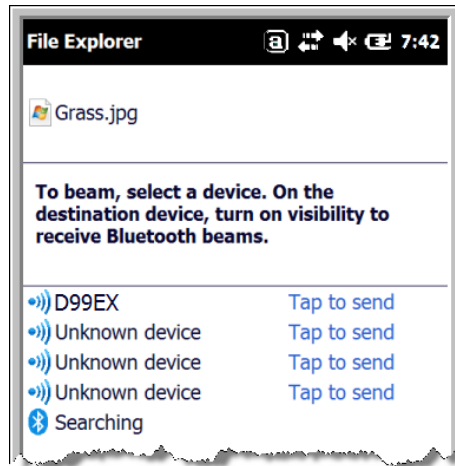 File Explorer a 7:42
Grass.jpg
To beam, select a device. On the
destination device, turn on visibility to
receive Bluetooth beams.
D99EX Tap to send
Unknown device Tap to send
Unknown device Tap to send
Unknown device Tap to send
Searching